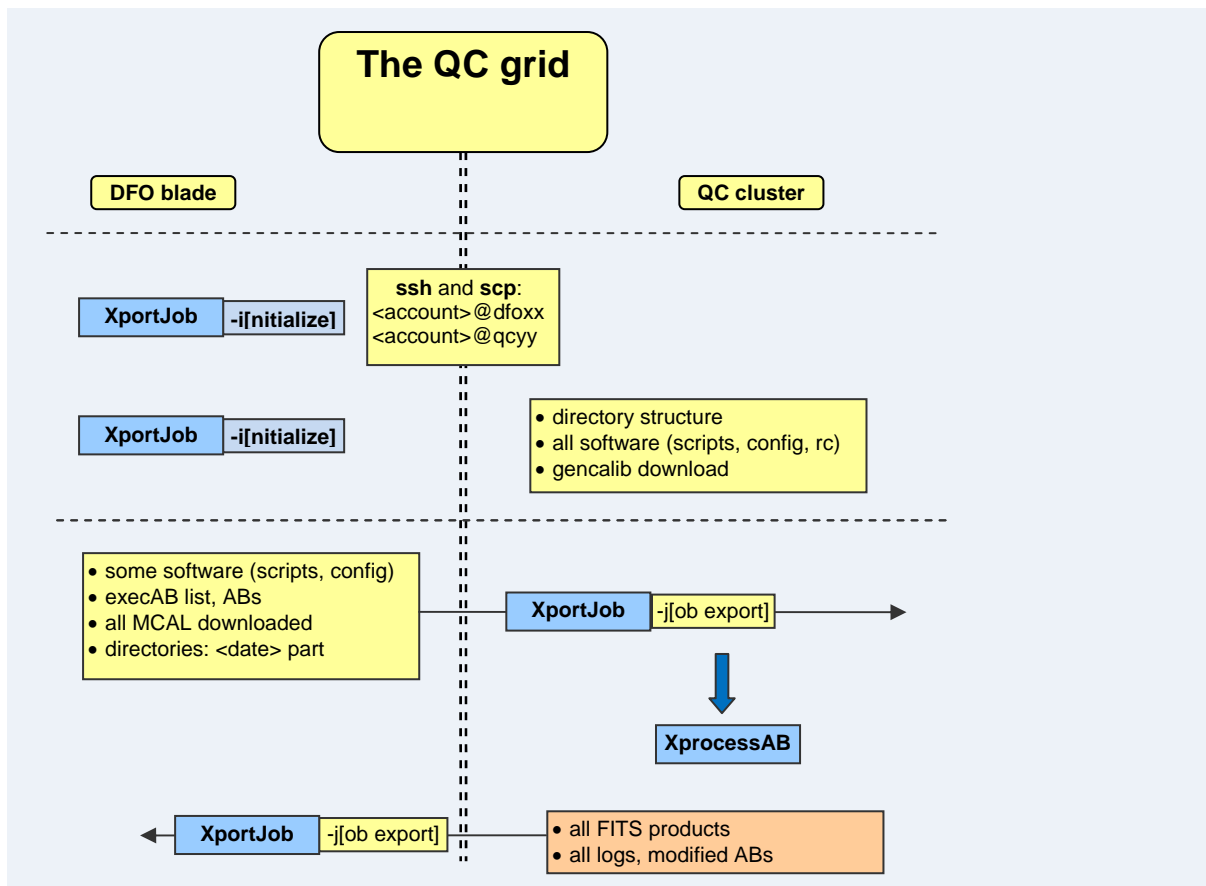 The QC grid
DFO blade
QC cluster
ssh and scp:
<account>@dfoxx
<account>@qcyy
XportJob -i[nitialize]
XportJob -i[nitialize]
• directory structure
• all software (scripts, config, rc)
• gencalib download
• some software (scripts, config)
• execAB list, ABs
• all MCAL downloaded
• directories: <date> part
XportJob -j[ob export]
XprocessAB
XportJob -j[ob export]
• all FITS products
• all logs, modified ABs